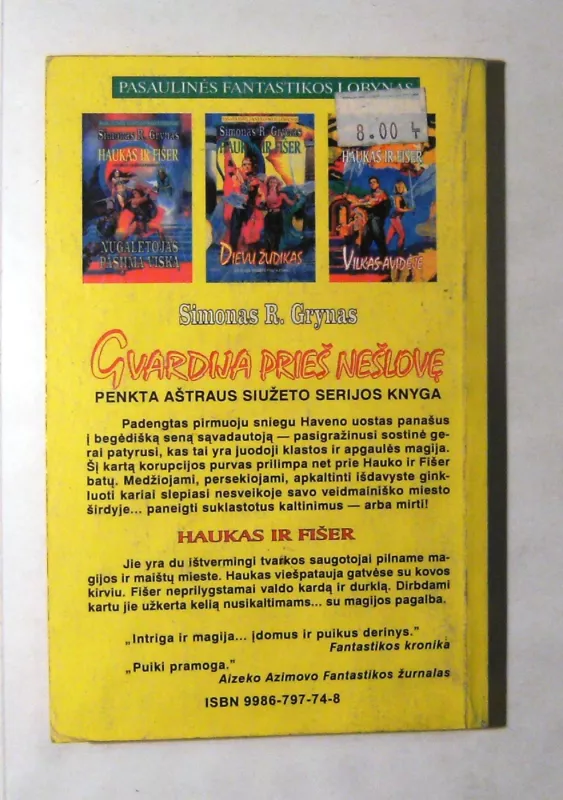 PASAULINĖS FANTASTIKOS LOBYNAS
8.00
Simonas R. Grynas
HAUKAS IR FIŠER
NUGALĖTOJAS
PASIIMA VISKĄ
Simonas R. Grynas
HAUKAS IR FIŠER
DIEVŲ ŽUDIKAS
HAUKAS IR FIŠER
VILKAS AVIDĖSE
Simonas R. Grynas
GVARDIJA PRIEŠ NEŠLOVĘ
PENKTA AŠTRAUS SIUŽETO SERIJOS KNYGA
Padengtas pirmuoju sniegu Haveno uostas panašus
į begėdišką seną sąvadautoją — pasigražinusi sostinė ge-
rai patyrusi, kas tai yra juodoji klastos ir apgaulės magija.
Šį kartą korupcijos purvas prilimpa net prie Hauko ir Fišer
batų. Medžiojami, persekiojami, apkaltinti išdavyste gink-
luoti kariai slepiasi nesveikoje savo veidmainiško miesto
širdyje... paneigti suklastotus kaltinimus — arba mirti!
HAUKAS IR FIŠER
Jie yra du ištvermingi tvarkos saugotojai pilname ma-
gijos ir maištų mieste. Haukas viešpatauja gatvėse su kovos
kirviu. Fišer neprilygstamai valdo kardą ir durklą. Dirbdami
kartu jie užkerta kelią nusikaltimams... su magijos pagalba.
„Intriga ir magija... įdomus ir puikus derinys.”
Fantastikos kronika
„Puiki pramoga.”
Aizeko Azimovo Fantastikos žurnalas
ISBN 9986-797-74-8